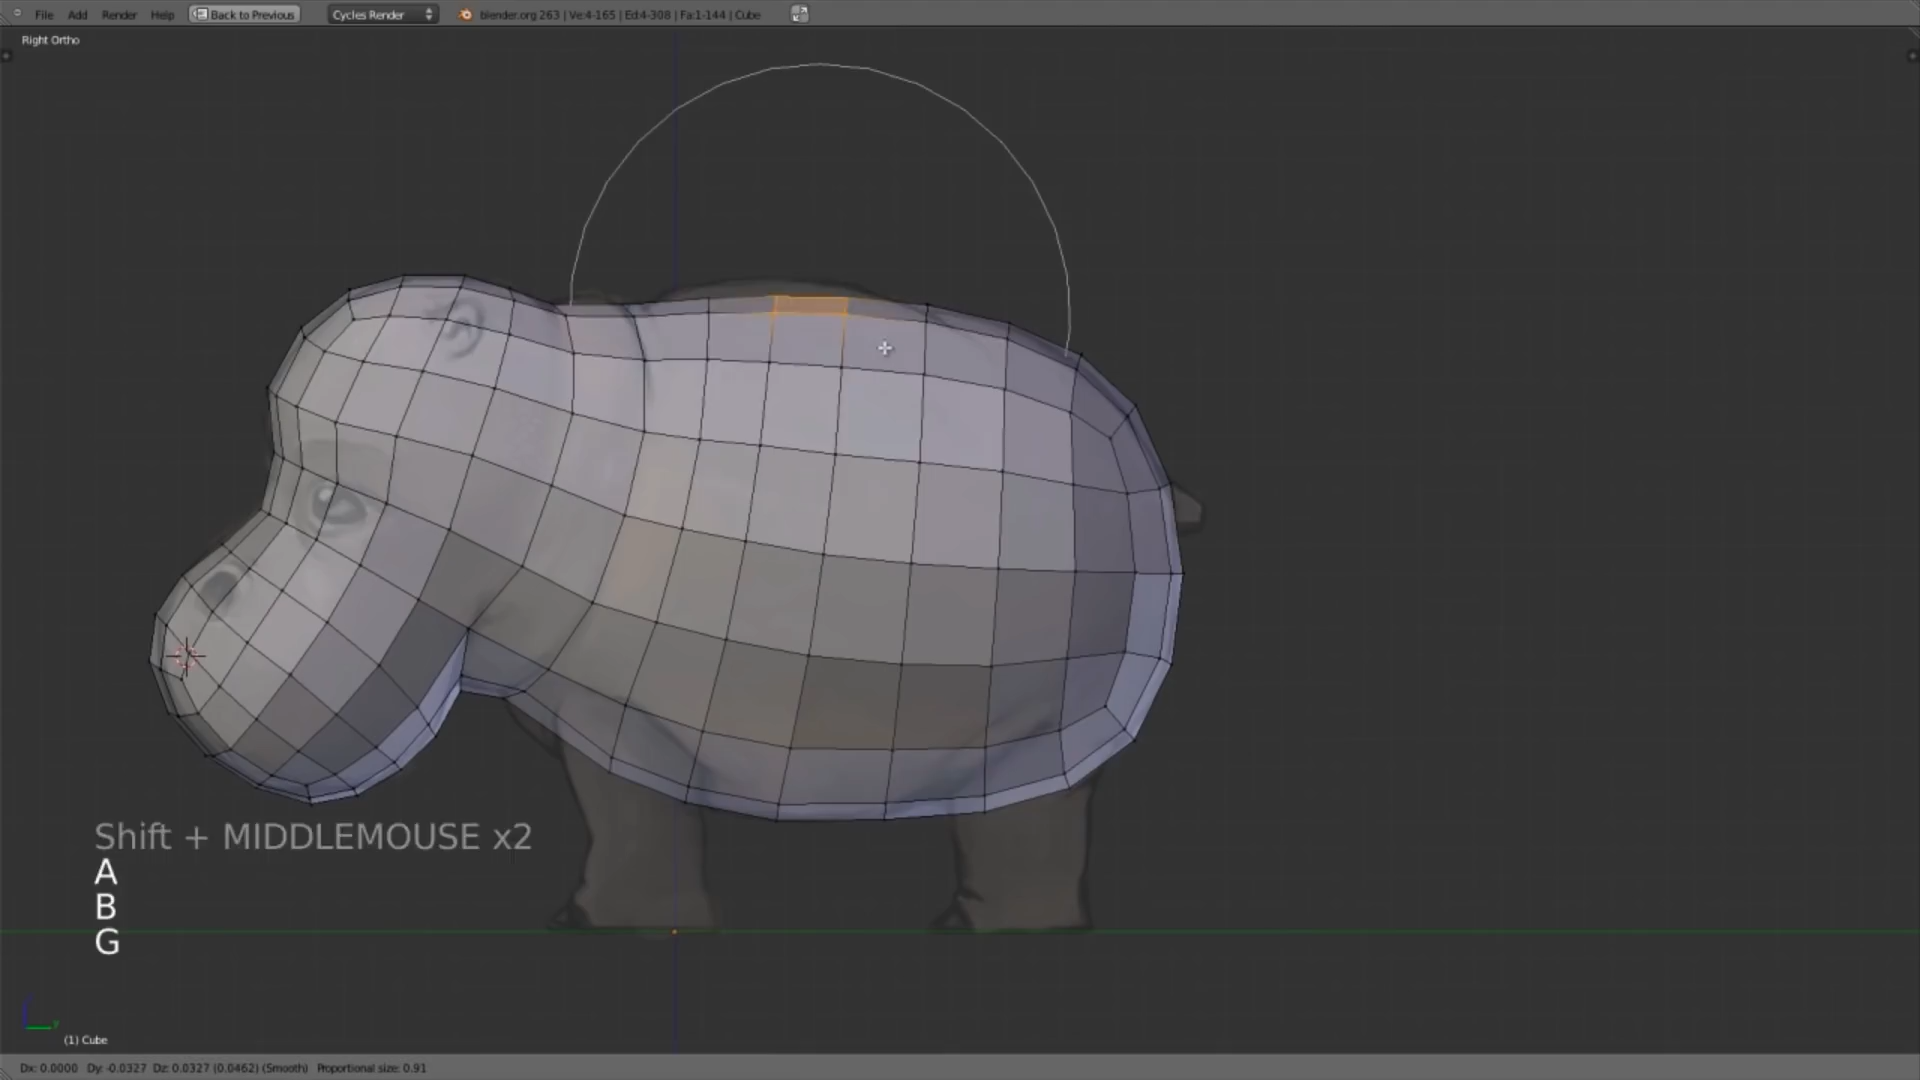 File Add Render Help Back to Previous Cycles Render blender.org 263 | Ve:4-165 | Ed:4-308 | Fa:1-144 | Cube
Right Ortho
Shift + MIDDLEMOUSE x2
A
B
G
y
(1) Cube
Dx: 0.0000 Dy: -0.0327 Dz: 0.0327 (0.0462) (Smooth) Proportional size: 0.91